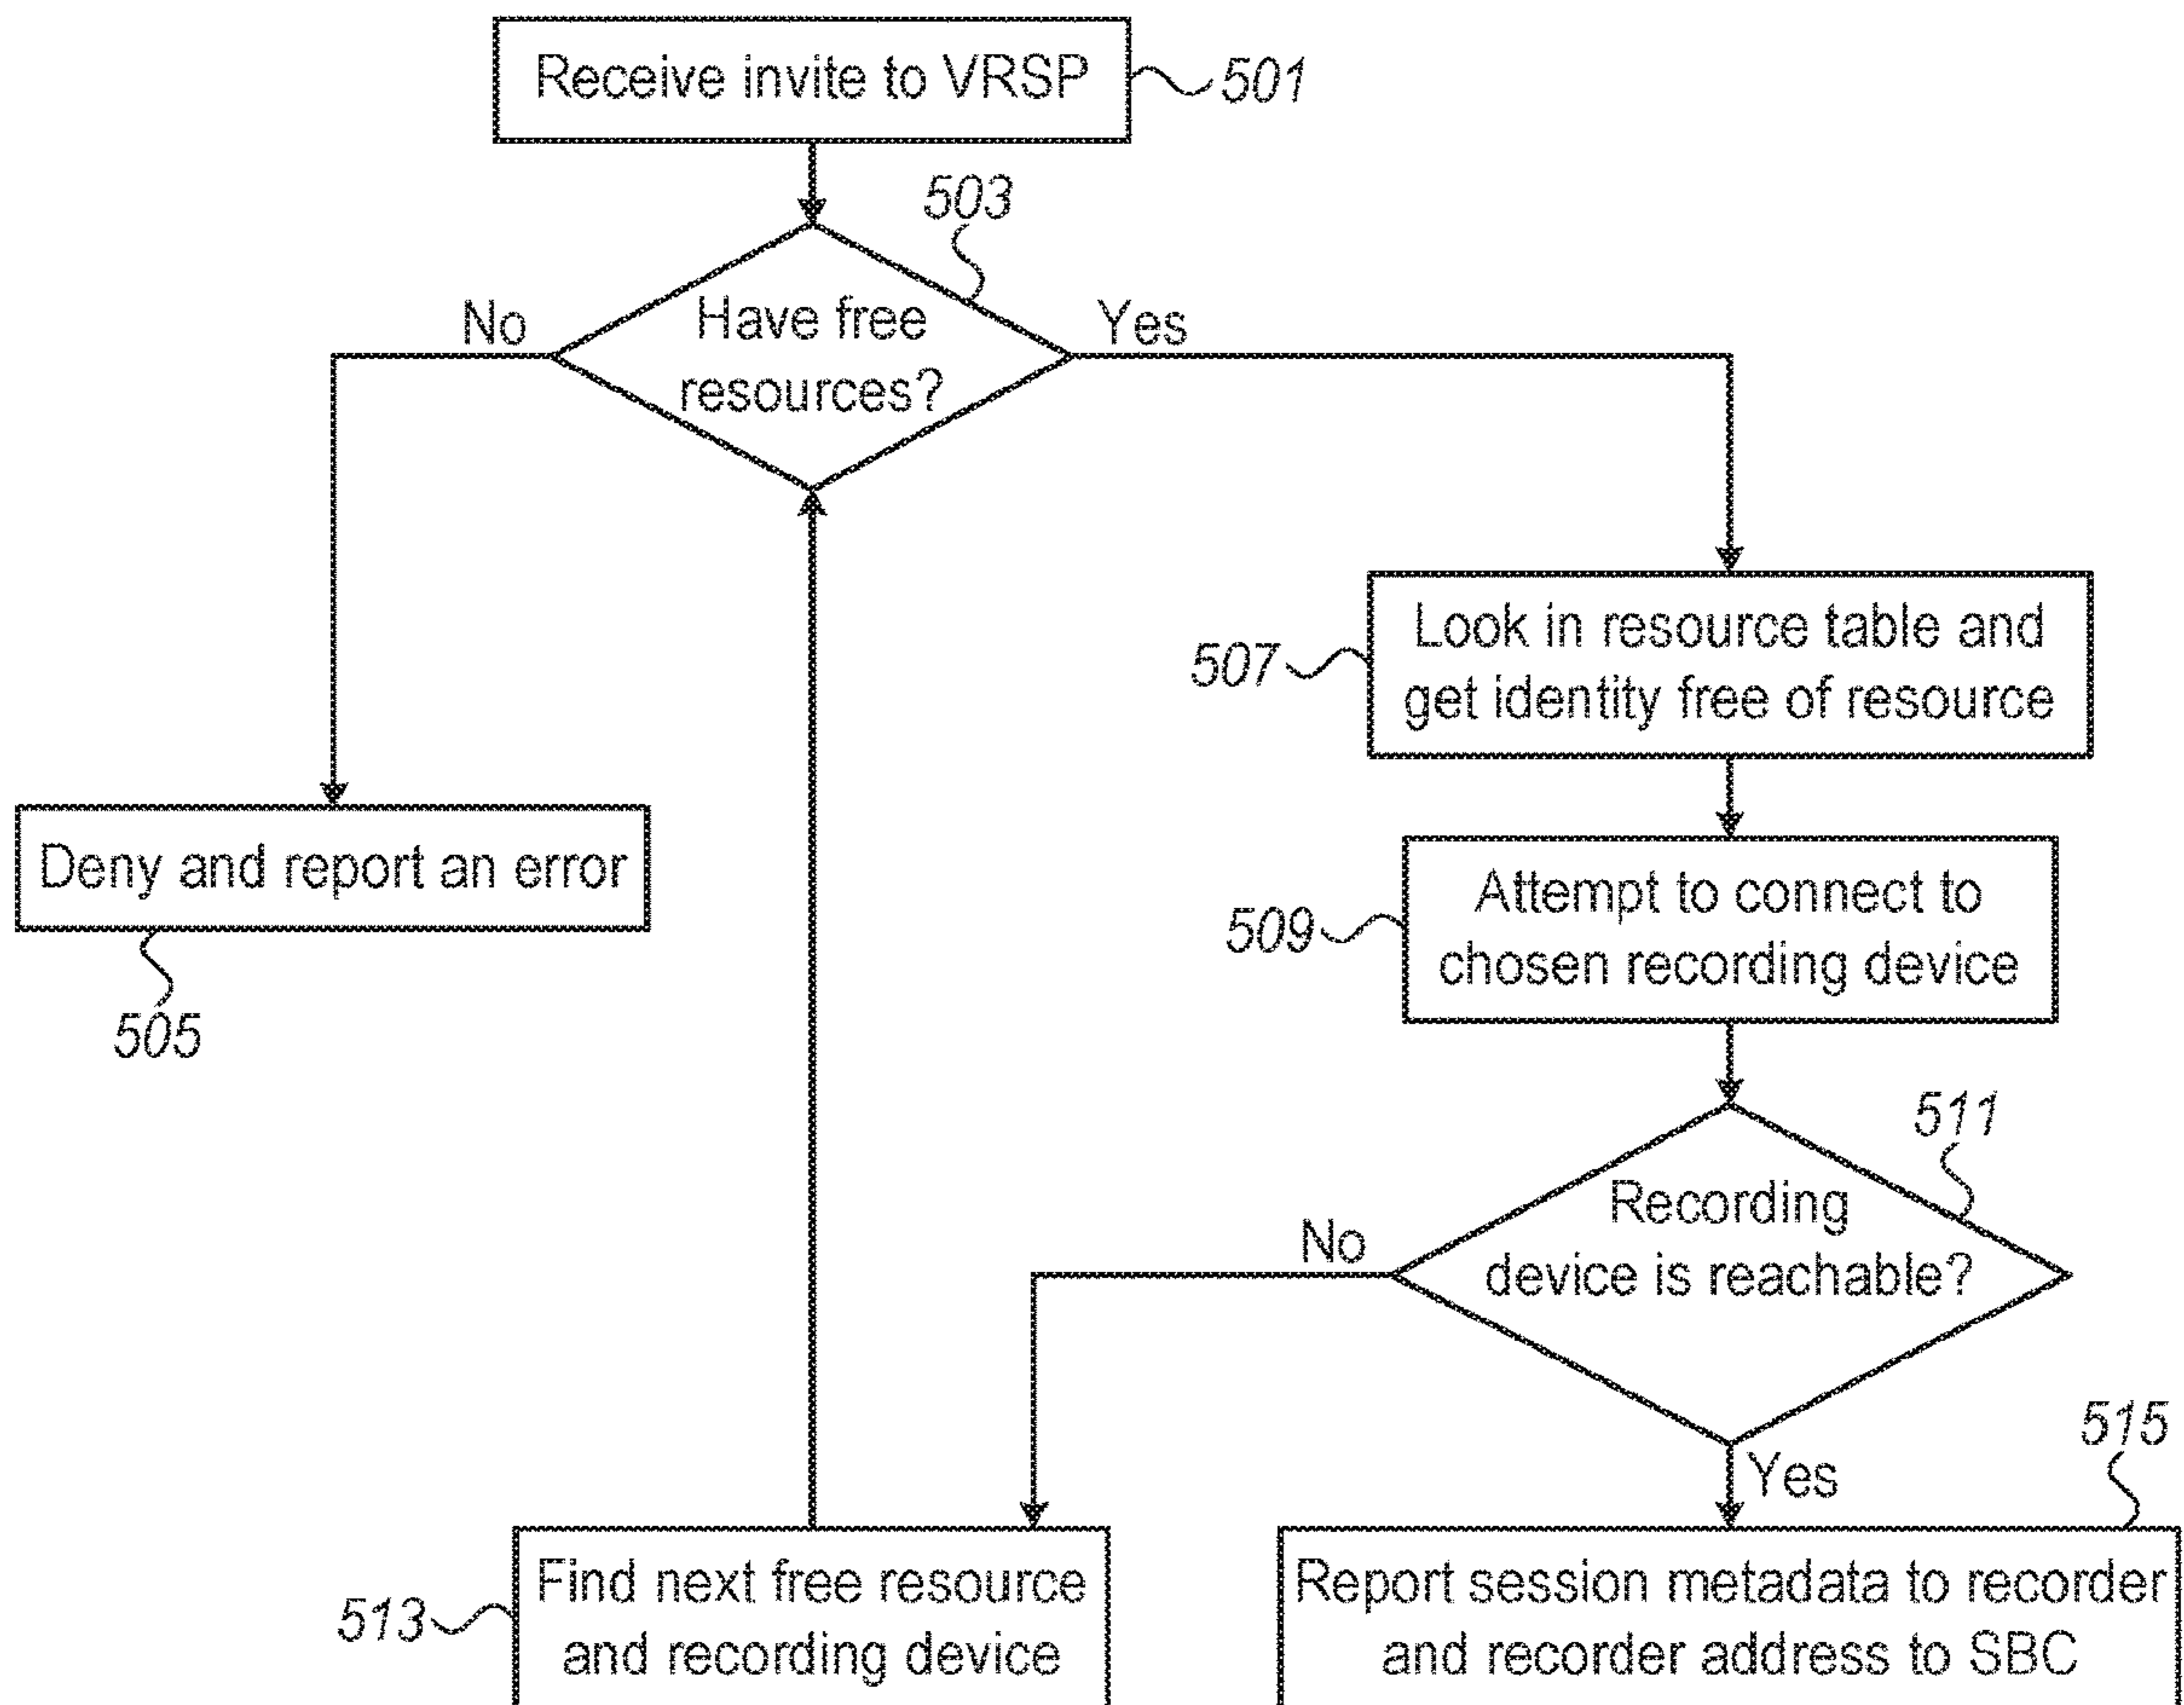 Receive invite to VRSP
501
503
Have free
resources?
No
Yes
Look in resource table and
get identity free of resource
507
Deny and report an error
505
Attempt to connect to
chosen recording device
509
511
Recording
device is reachable?
No
Yes
515
Find next free resource
and recording device
513
Report session metadata to recorder
and recorder address to SBC